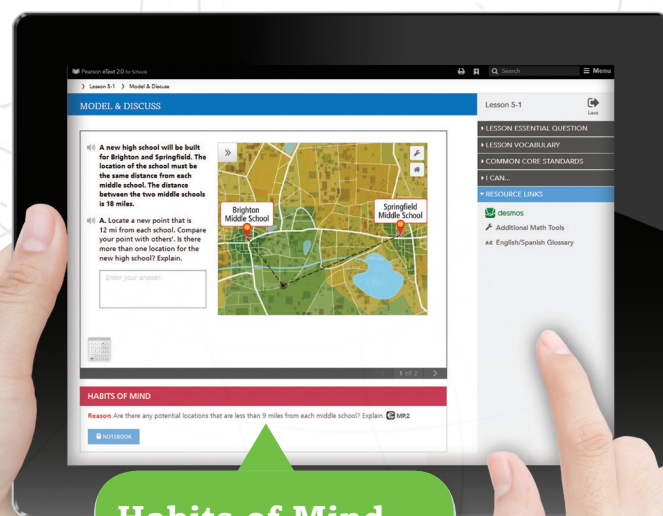 Pearson eText 2.0 for Schools
Search
Menu
Lesson 5-1 Model & Discuss
MODEL & DISCUSS
Lesson 5-1
Less
A new high school will be built
for Brighton and Springfield. The
location of the school must be
the same distance from each
middle school. The distance
between the two middle schools
is 18 miles.
A. Locate a new point that is
12 mi from each school. Compare
your point with others'. Is there
more than one location for the
new high school? Explain.
Enter your answer.
Brighton
Middle School
Springfield
Middle School
1 of 2
LESSON ESSENTIAL QUESTION
LESSON VOCABULARY
COMMON CORE STANDARDS
I CAN...
RESOURCE LINKS
desmos
Additional Math Tools
English/Spanish Glossary
HABITS OF MIND
Reason Are there any potential locations that are less than 9 miles from each middle school? Explain. MP.2
NOTEBOOK
Habits of Mind